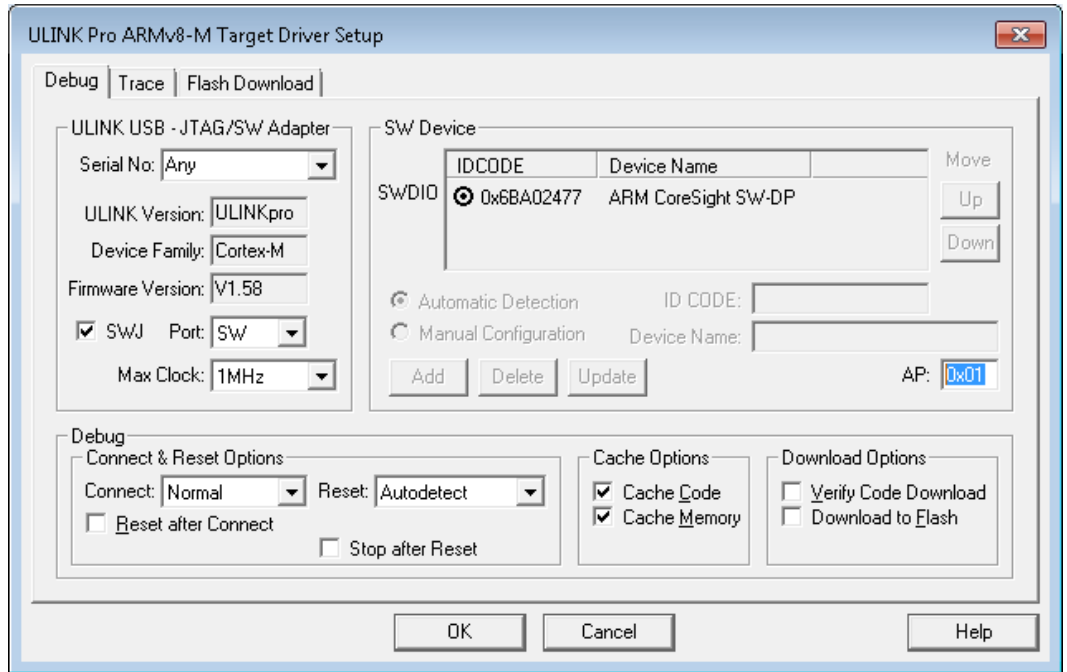 ULINK Pro ARMv8-M Target Driver Setup
Debug Trace Flash Download
ULINK USB - JTAG/SW Adapter
Serial No: Any
ULINK Version: ULINKpro
Device Family: Cortex-M
Firmware Version: V1.58
SWJ Port: SW
Max Clock: 1MHz
SW Device
IDCODE Device Name
SWDIO 0x6BA02477 ARM CoreSight SW-DP
Move
Up
Down
Automatic Detection ID CODE:
Manual Configuration Device Name:
Add Delete Update AP: 0x01
Debug
Connect & Reset Options
Connect: Normal Reset: Autodetect
Reset after Connect
Stop after Reset
Cache Options
Cache Code
Cache Memory
Download Options
Verify Code Download
Download to Flash
OK Cancel Help